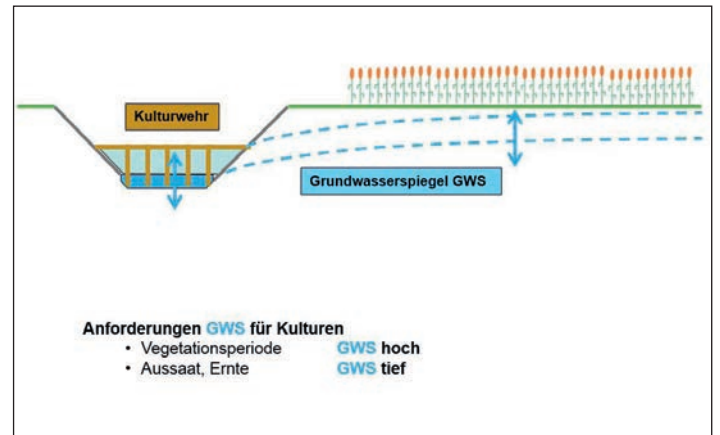 Kulturwehr
Grundwasserspiegel GWS
Anforderungen GWS für Kulturen
• Vegetationsperiode GWS hoch
• Aussaat, Ernte GWS tief